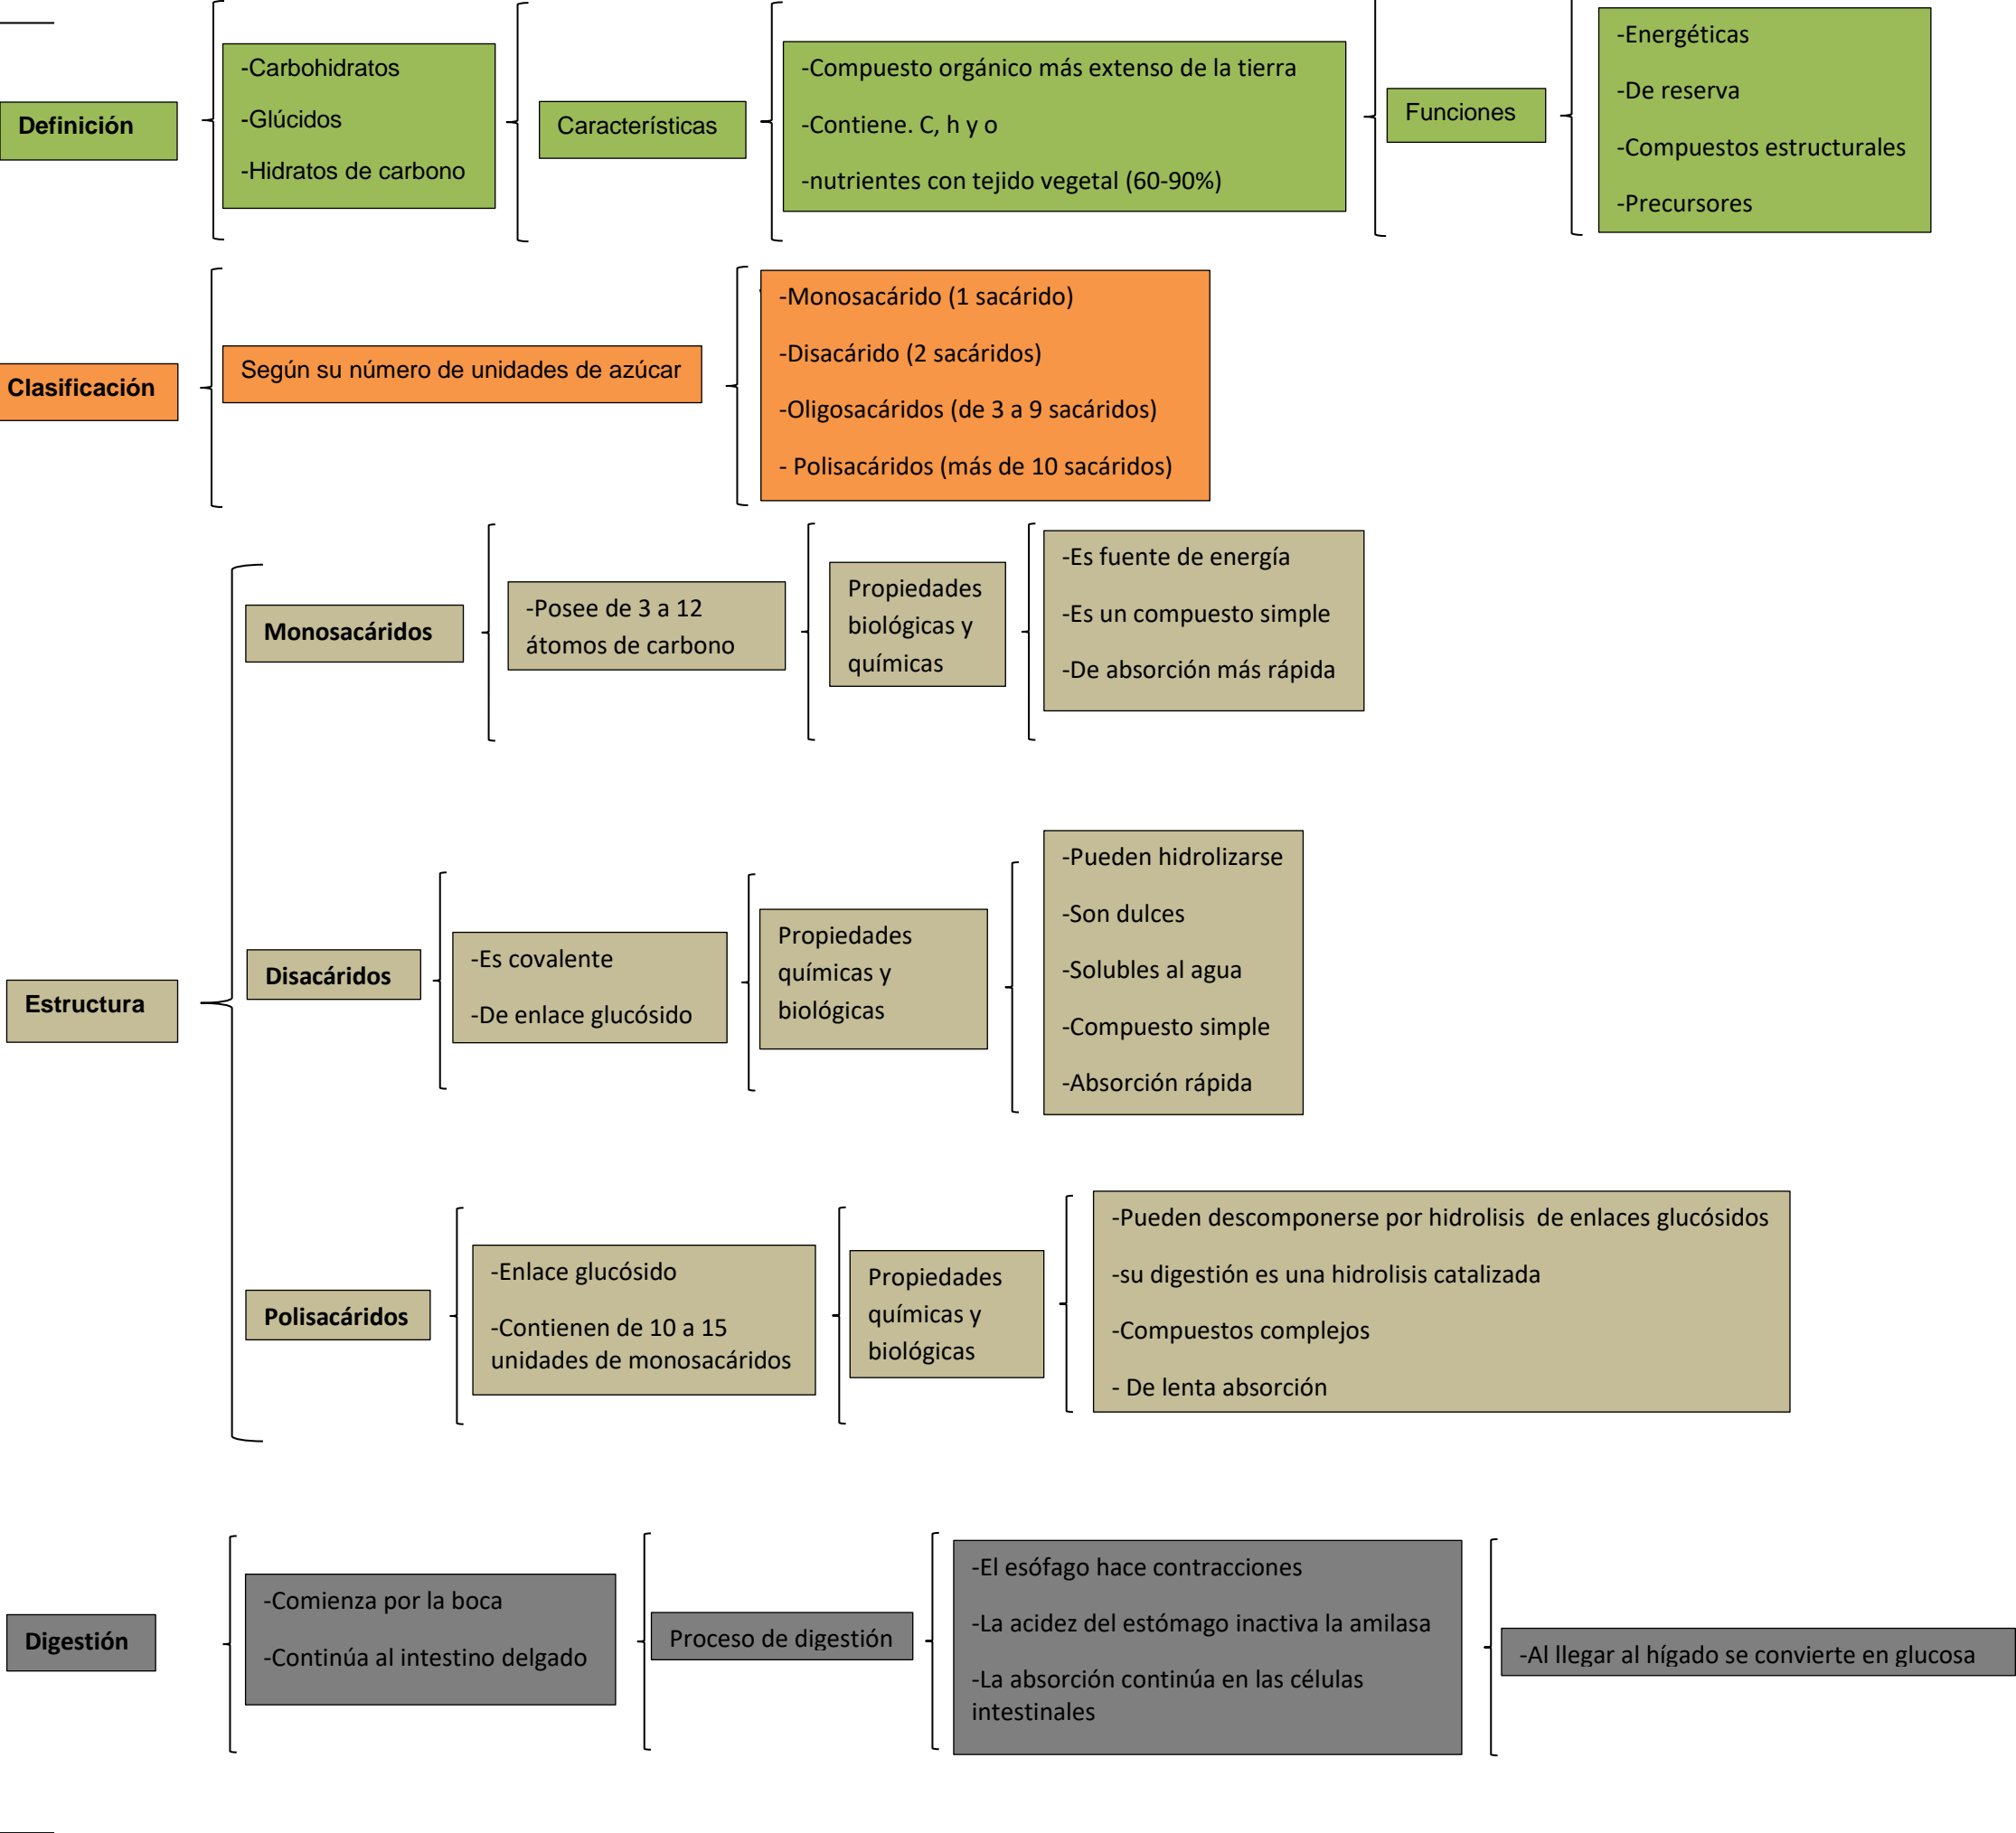 Definición
-Carbohidratos
-Glúcidos
-Hidratos de carbono
Características
-Compuesto orgánico más extenso de la tierra
-Contiene. C, h y o
-nutrientes con tejido vegetal (60-90%)
Funciones
-Energéticas
-De reserva
-Compuestos estructurales
-Precursores
Clasificación
Según su número de unidades de azúcar
-Monosacárido (1 sacárido)
-Disacárido (2 sacáridos)
-Oligosacáridos (de 3 a 9 sacáridos)
- Polisacáridos (más de 10 sacáridos)
Estructura
Monosacáridos
-Posee de 3 a 12
átomos de carbono
Propiedades
biológicas y
químicas
-Es fuente de energía
-Es un compuesto simple
-De absorción más rápida
Disacáridos
-Es covalente
-De enlace glucósido
Propiedades
químicas y
biológicas
-Pueden hidrolizarse
-Son dulces
-Solubles al agua
-Compuesto simple
-Absorción rápida
Polisacáridos
-Enlace glucósido
-Contienen de 10 a 15
unidades de monosacáridos
Propiedades
químicas y
biológicas
-Pueden descomponerse por hidrolisis  de enlaces glucósidos
-su digestión es una hidrolisis catalizada
-Compuestos complejos
- De lenta absorción
Digestión
-Comienza por la boca
-Continúa al intestino delgado
Proceso de digestión
-El esófago hace contracciones
-La acidez del estómago inactiva la amilasa
-La absorción continúa en las células
intestinales
-Al llegar al hígado se convierte en glucosa